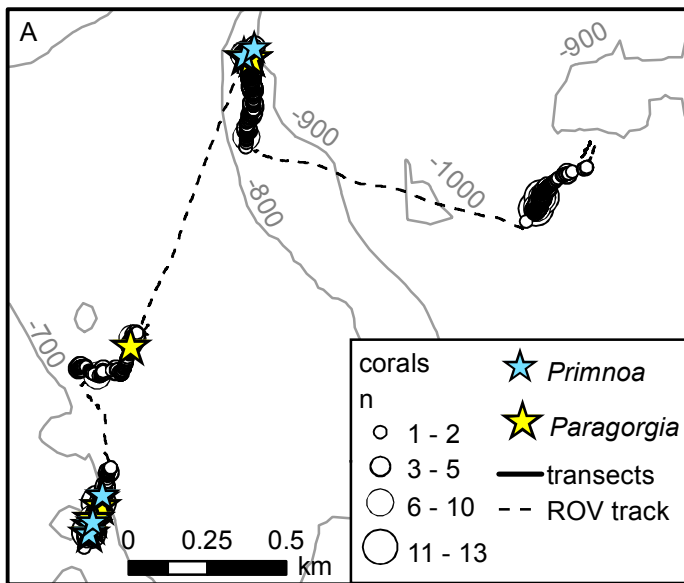 A
-900
-900
-1000
-800
-700
corals
n
1 - 2
3 - 5
6 - 10
11 - 13
Primnoa
Paragorgia
transects
ROV track
0 0.25 0.5
km